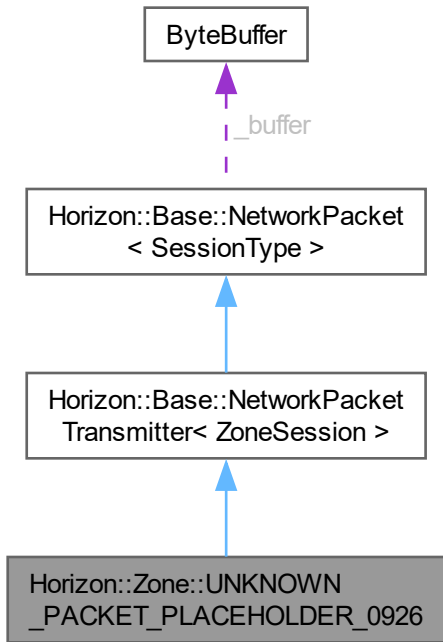 ByteBuffer
_buffer
Horizon::Base::NetworkPacket
< SessionType >
Horizon::Base::NetworkPacket
Transmitter< ZoneSession >
Horizon::Zone::UNKNOWN
_PACKET_PLACEHOLDER_0926